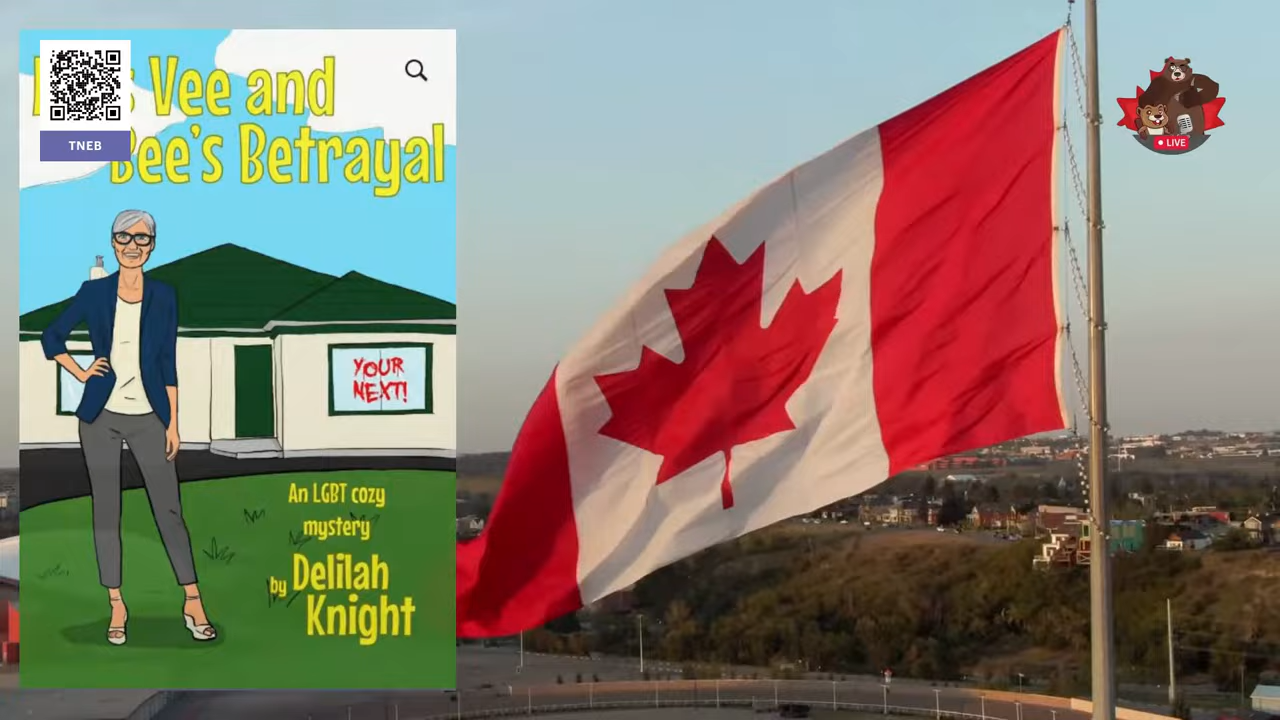 Vee and
Bee's Betrayal
TNEB
LIVE
YOUR
NEXT!
An LGBT cozy
mystery
by Delilah
Knight